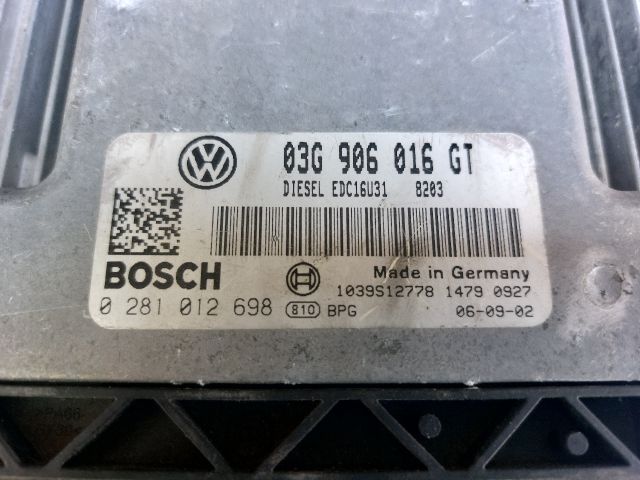 03G 906 016 GT
DIESEL EDC16U31 8203
BOSCH
Made in Germany
1039S12778 1479 0927
0 281 012 698 810 BPG 06-09-02